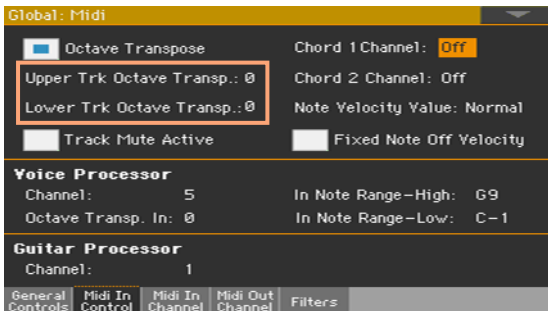 Global: Midi
Octave Transpose
Chord 1 Channel: Off
Upper Trk Octave Transp.: 0
Chord 2 Channel: Off
Lower Trk Octave Transp.:0
Note Velocity Value: Normal
Track Mute Active
Fixed Note Off Velocity
Voice Processor
Channel: 5
In Note Range-High: G9
Octave Transp. In: 0
In Note Range-Low: C-1
Guitar Processor
Channel: 1
General Controls
Midi In Control
Midi In Channel
Midi Out Channel
Filters